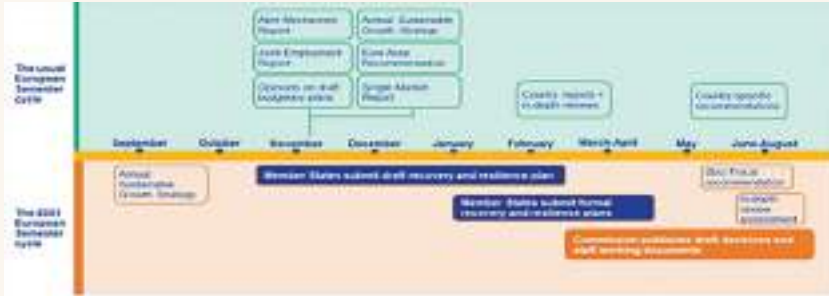 Alert Mechanism
Report
Annual Sustainable
Growth Strategy
Joint Employment
Report
Euro Area
Recommendation
Opinions on draft
budgetary plans
Single Market
Report
The usual
European
Semester
cycle
Country reports +
in-depth reviews
Country-specific
recommendations
September
October
November
December
January
February
March-April
May
June-August
Annual
Sustainable
Growth Strategy
Member States submit draft recovery and resilience plan
Member States submit formal
recovery and resilience plans
The 2021
European
Semester
cycle
recommendation
In-depth
review
assessment
Commission publishes draft decisions and
staff working documents